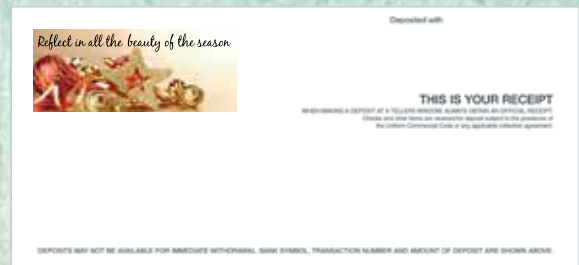 Deposited with
Reflect in all the beauty of the season
THIS IS YOUR RECEIPT
WHEN MAKING A DEPOSIT AT A TELLERS WINDOW ALWAYS OBTAIN AN OFFICIAL RECEIPT.
Checks and other items are received for deposit subject to the provisions of
the Uniform Commercial Code or any applicable collection agreement.
DEPOSITS MAY NOT BE AVAILABLE FOR IMMEDIATE WITHDRAWAL. BANK SYMBOL, TRANSACTION NUMBER AND AMOUNT OF DEPOSIT ARE SHOWN ABOVE.